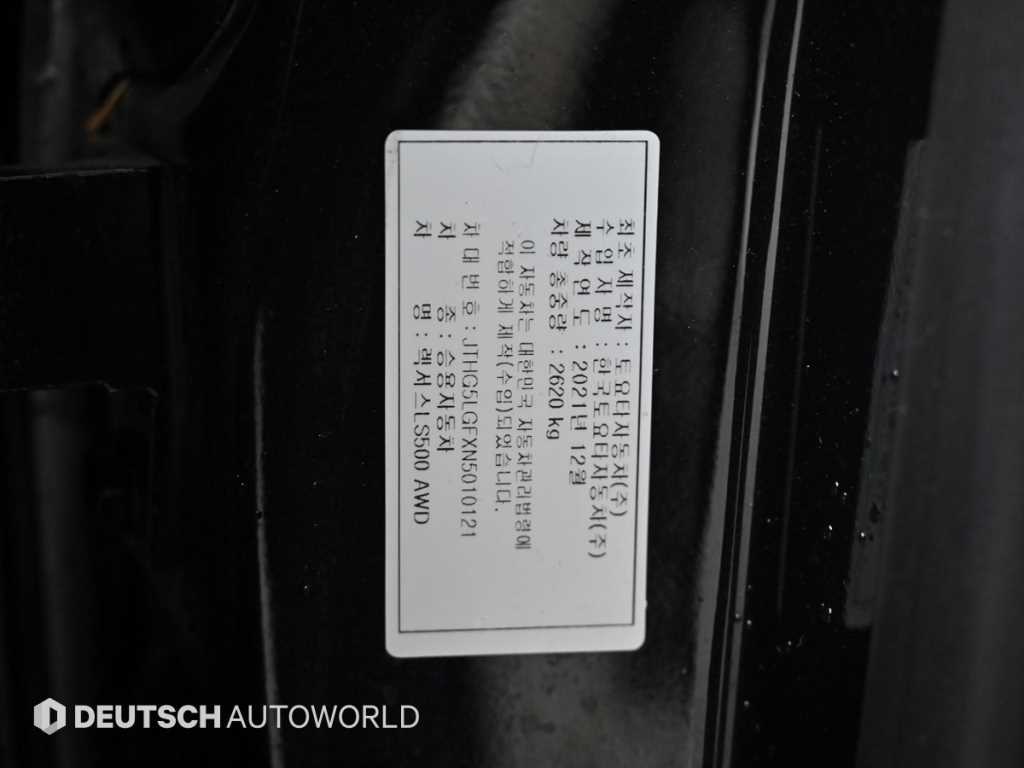 최초 제작자 : 토요타자동차(주)
수 입 자 명 : 한국토요타자동차(주)
제 작 연 도 : 2021년 12월
차량 총중량 : 2620 kg
이 자동차는 대한민국 자동차관리법령에
적합하게 제작(수입)되었습니다.
차 대 번 호 : JTHG5LGFXN5010121
차 종 : 승용자동차
차 명 : 렉서스LS500 AWD
DEUTSCH AUTOWORLD